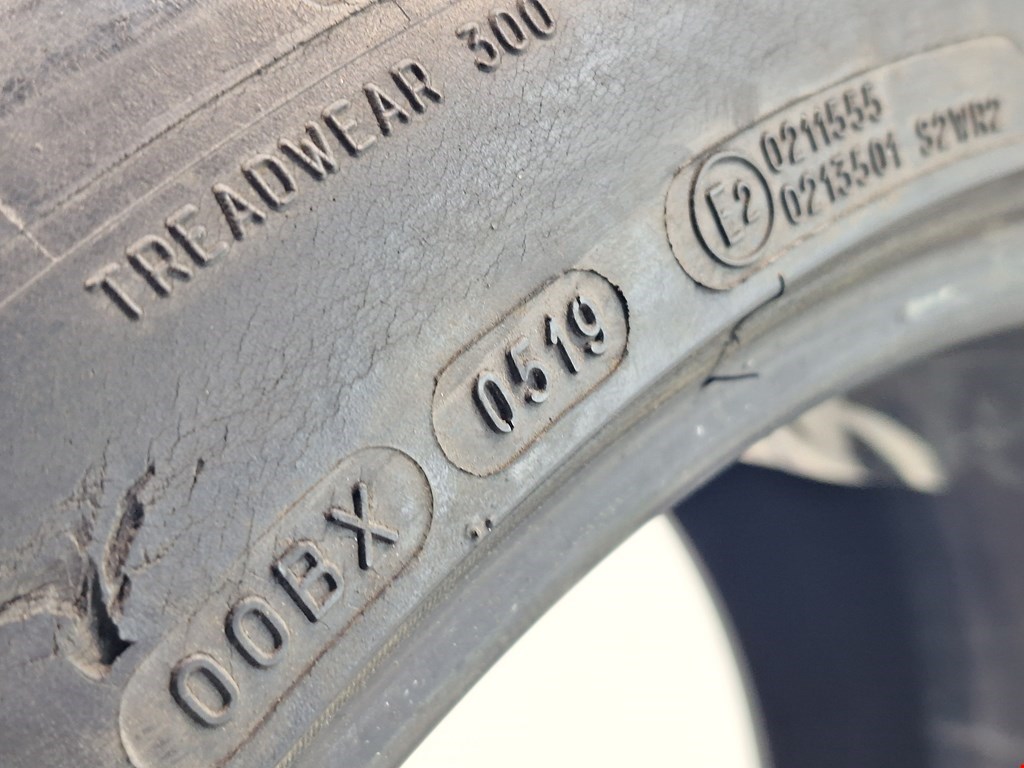 TREADWEAR 300
E2
0211555
0213501 S2WR2
0519
00BX